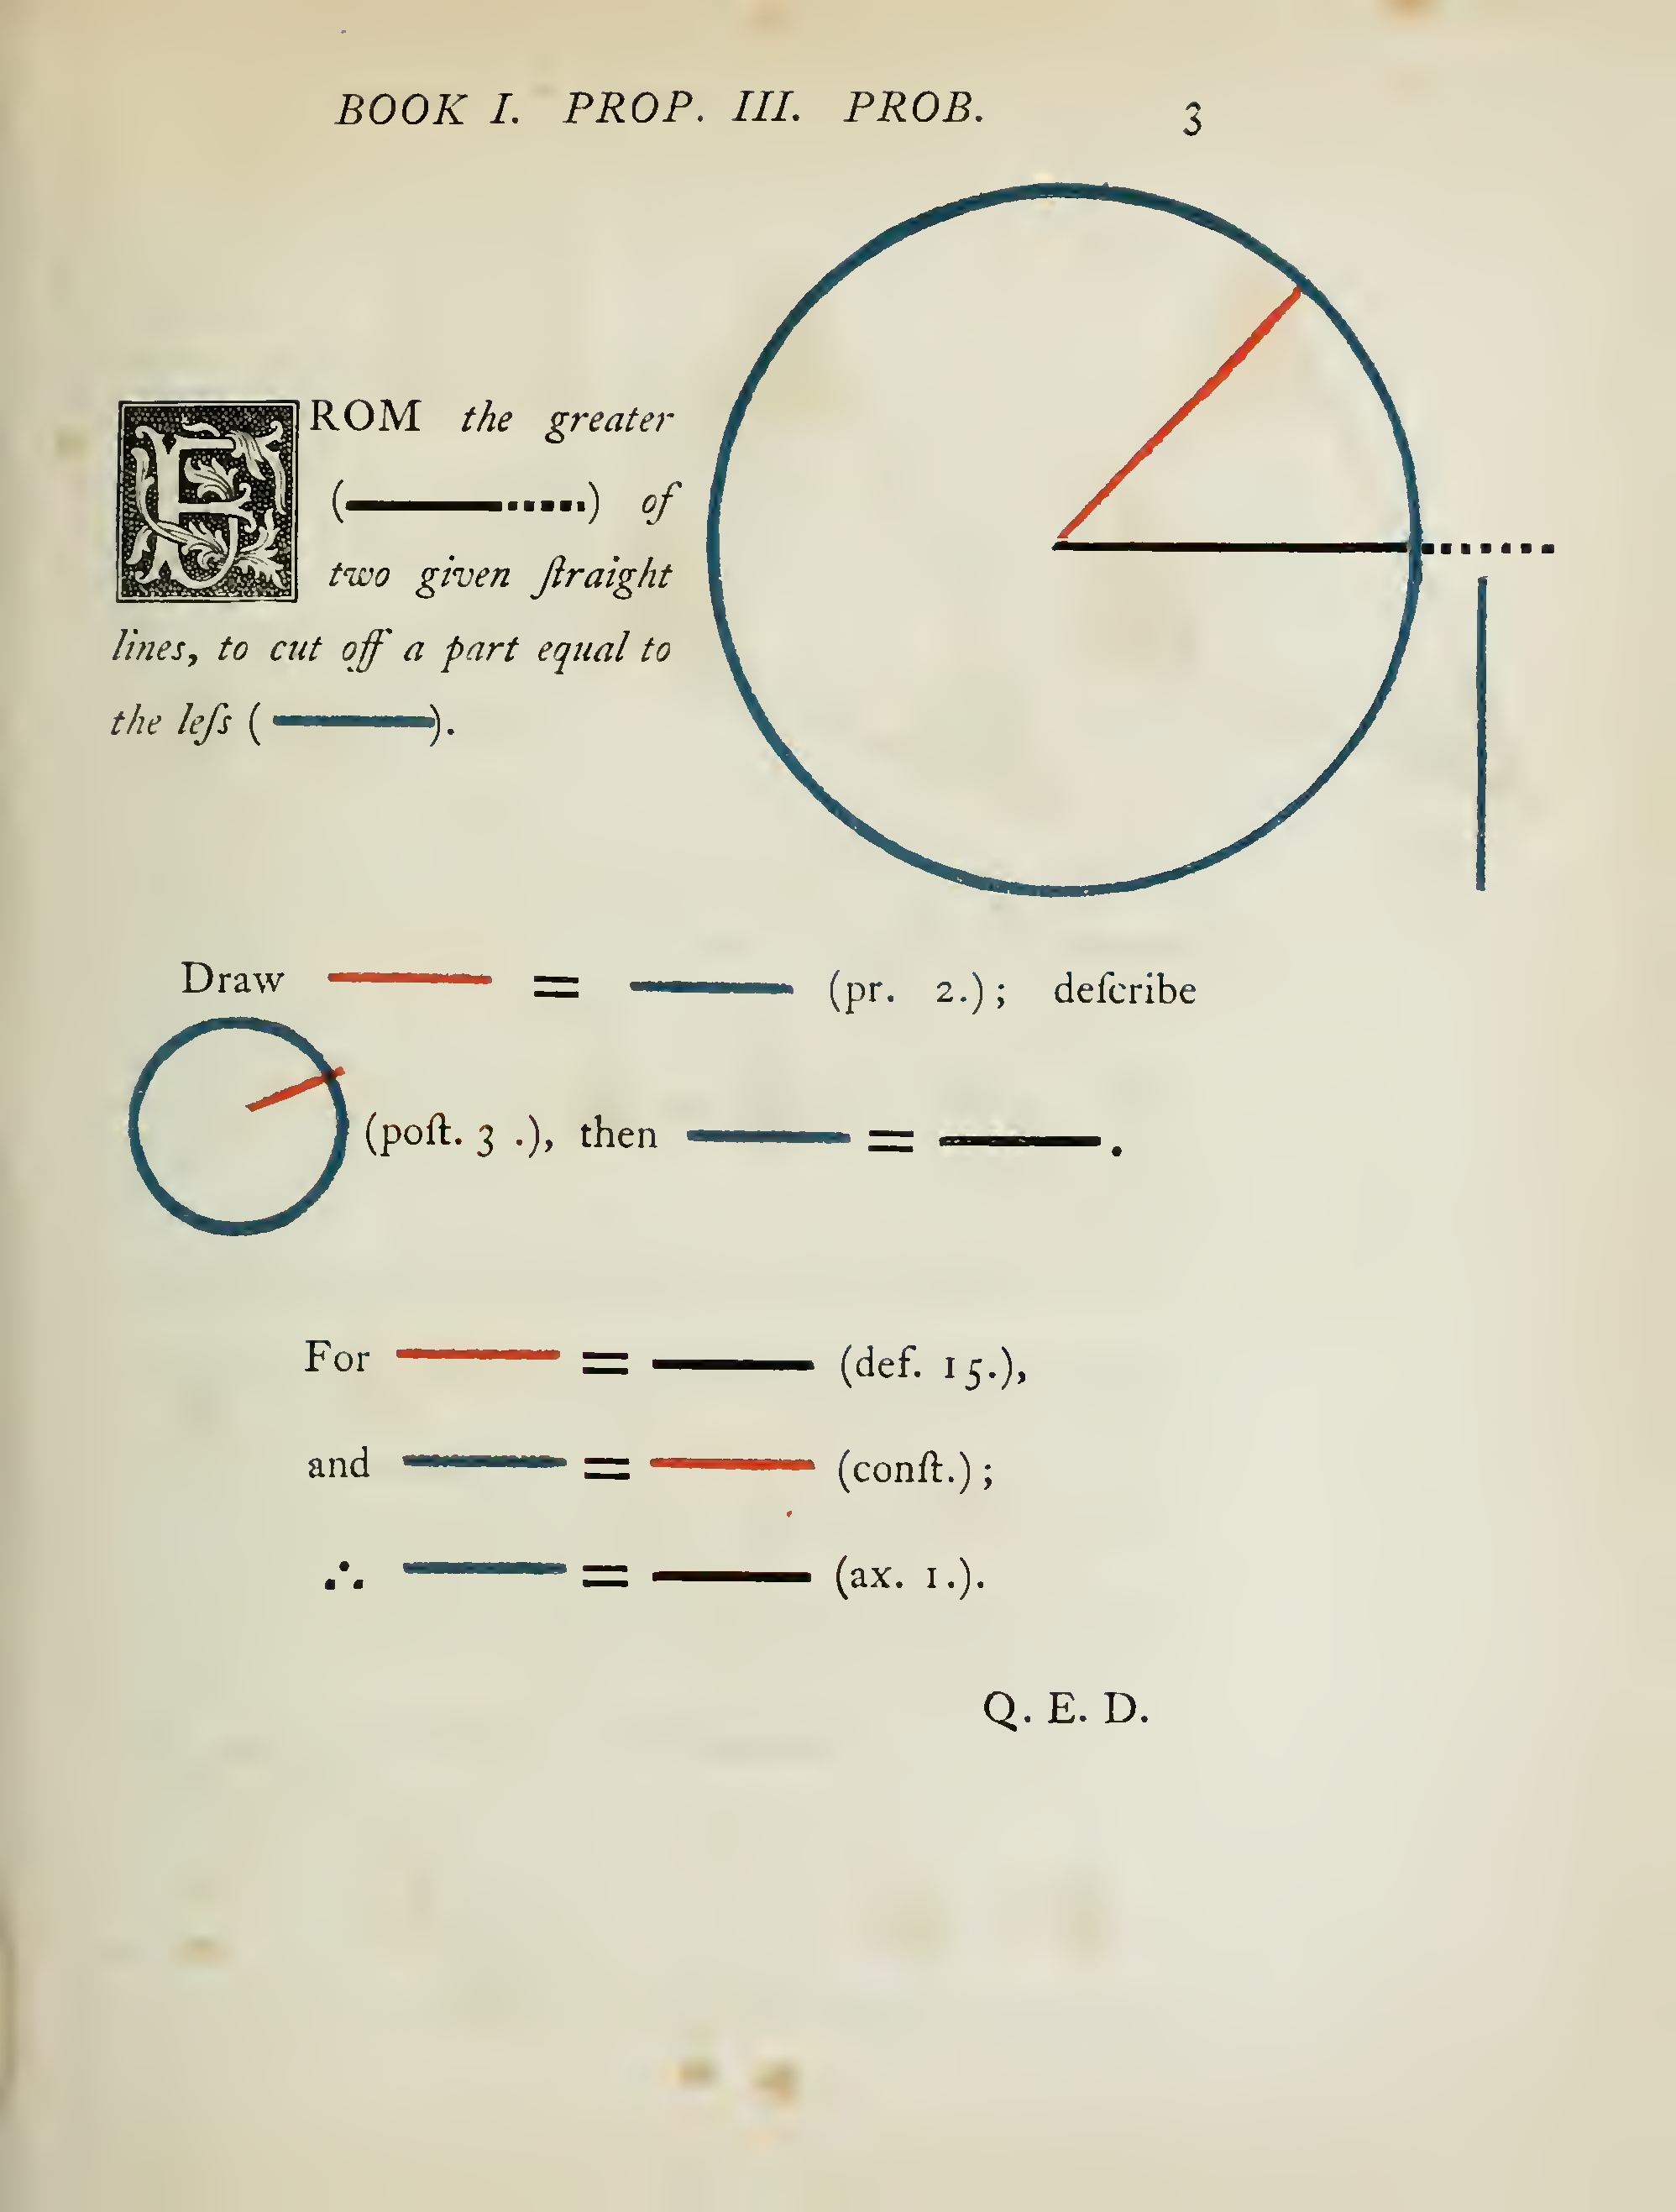 BOOK I. PROP. III. PROB. 3
FROM the greater
( ) of
two given ſtraight
lines, to cut off a part equal to
the leſs ( ).
Draw = (pr. 2.); deſcribe
(poſt. 3 .), then = .
For = (def. 15.),
and = (conſt.);
∴ = (ax. 1.).
Q. E. D.